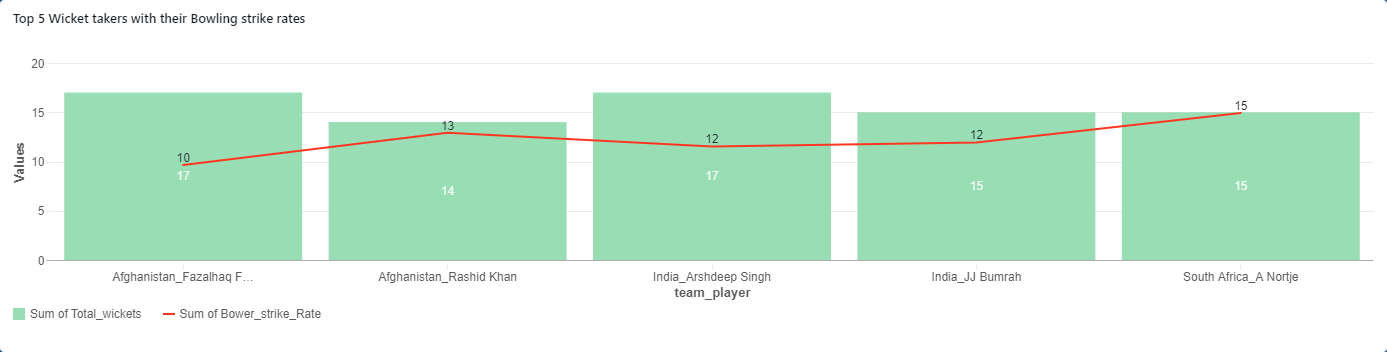 Top 5 Wicket takers with their Bowling strike rates
20
15
10
5
0
Values
10
13
12
12
15
17
14
17
15
15
Afghanistan_Fazalhaq F...
Afghanistan_Rashid Khan
India_Arshdeep Singh
India_JJ Bumrah
South Africa_A Nortje
team_player
Sum of Total_wickets
Sum of Bower_strike_Rate